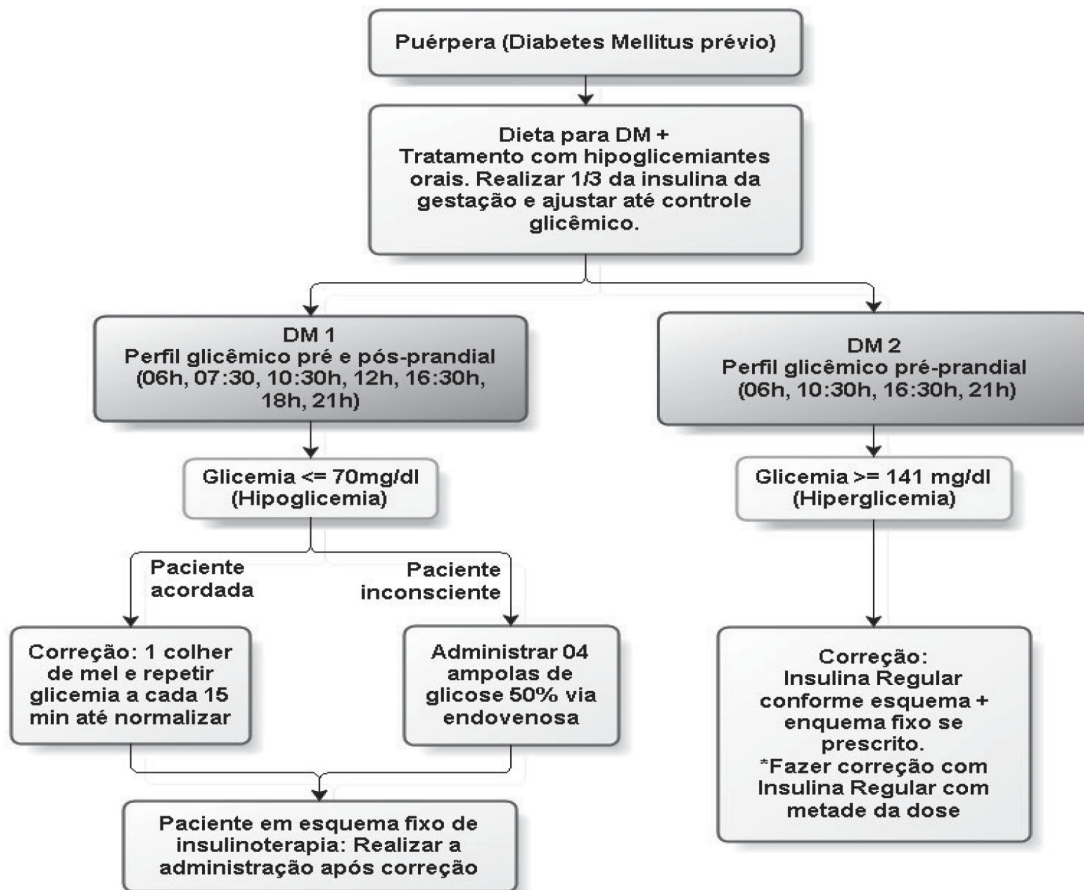 Puérpera (Diabetes Mellitus prévio)
Dieta para DM +
Tratamento com hipoglicemiantes
orais. Realizar 1/3 da insulina da
gestação e ajustar até controle
glicêmico.
DM 1
Perfil glicêmico pré e pós-prandial
(06h, 07:30, 10:30h, 12h, 16:30h,
18h, 21h)
DM 2
Perfil glicêmico pré-prandial
(06h, 10:30h, 16:30h, 21h)
Glicemia <= 70mg/dl
(Hipoglicemia)
Glicemia >= 141 mg/dl
(Hiperglicemia)
Paciente
acordada
Paciente
inconsciente
Correção: 1 colher
de mel e repetir
glicemia a cada 15
min até normalizar
Administrar 04
ampolas de
glicose 50% via
endovenosa
Correção:
Insulina Regular
conforme esquema +
enquema fixo se
prescrito.
*Fazer correção com
Insulina Regular com
metade da dose
Paciente em esquema fixo de
insulinoterapia: Realizar a
administração após correção